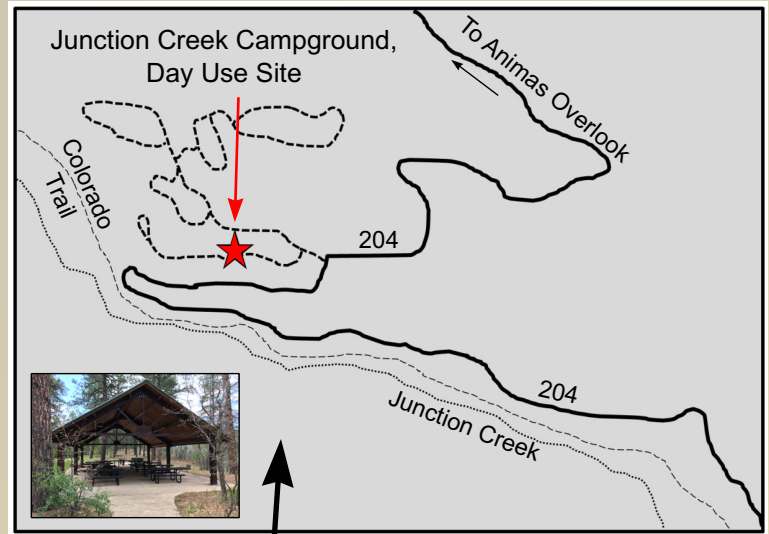 Junction Creek Campground,
Day Use Site
To Animas Overlook
Colorado
Trail
204
204
Junction Creek